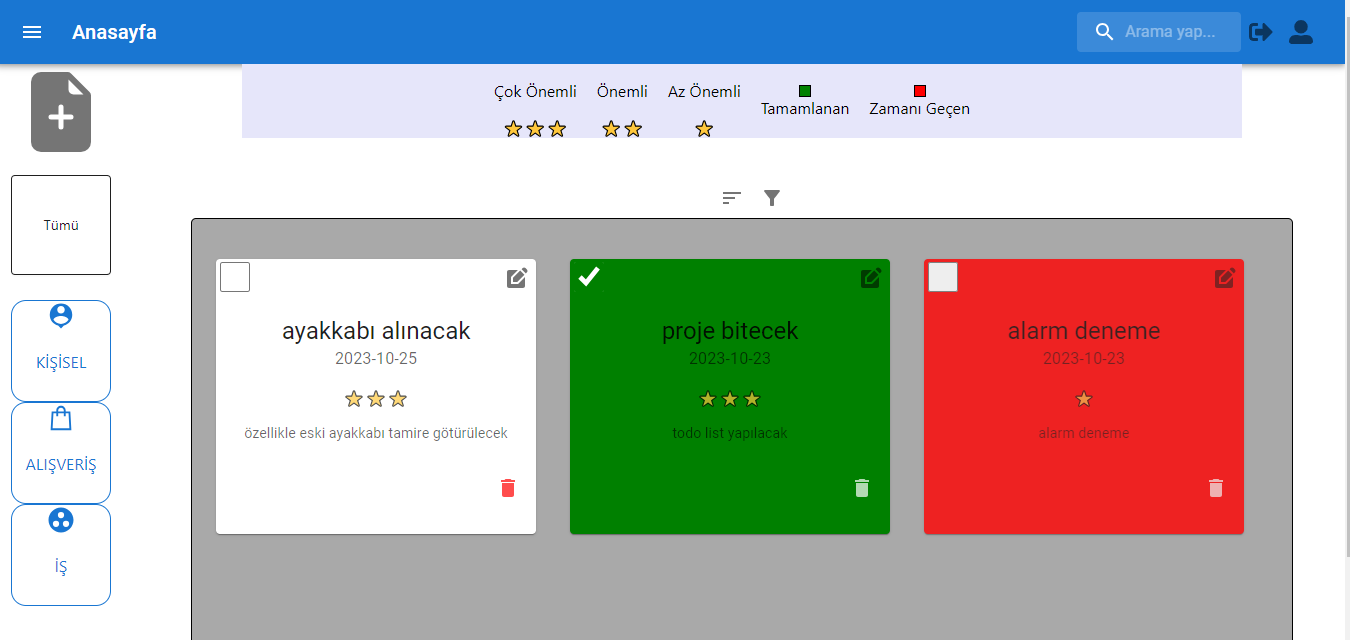 Anasayfa
Arama yap...
Çok Önemli
Önemli
Az Önemli
Tamamlanan
Zamanı Geçen
Tümü
KİŞİSEL
ALIŞVERİŞ
İŞ
ayakkabı alınacak
2023-10-25
özellikle eski ayakkabı tamire götürülecek
proje bitecek
2023-10-23
todo list yapılacak
alarm deneme
2023-10-23
alarm deneme